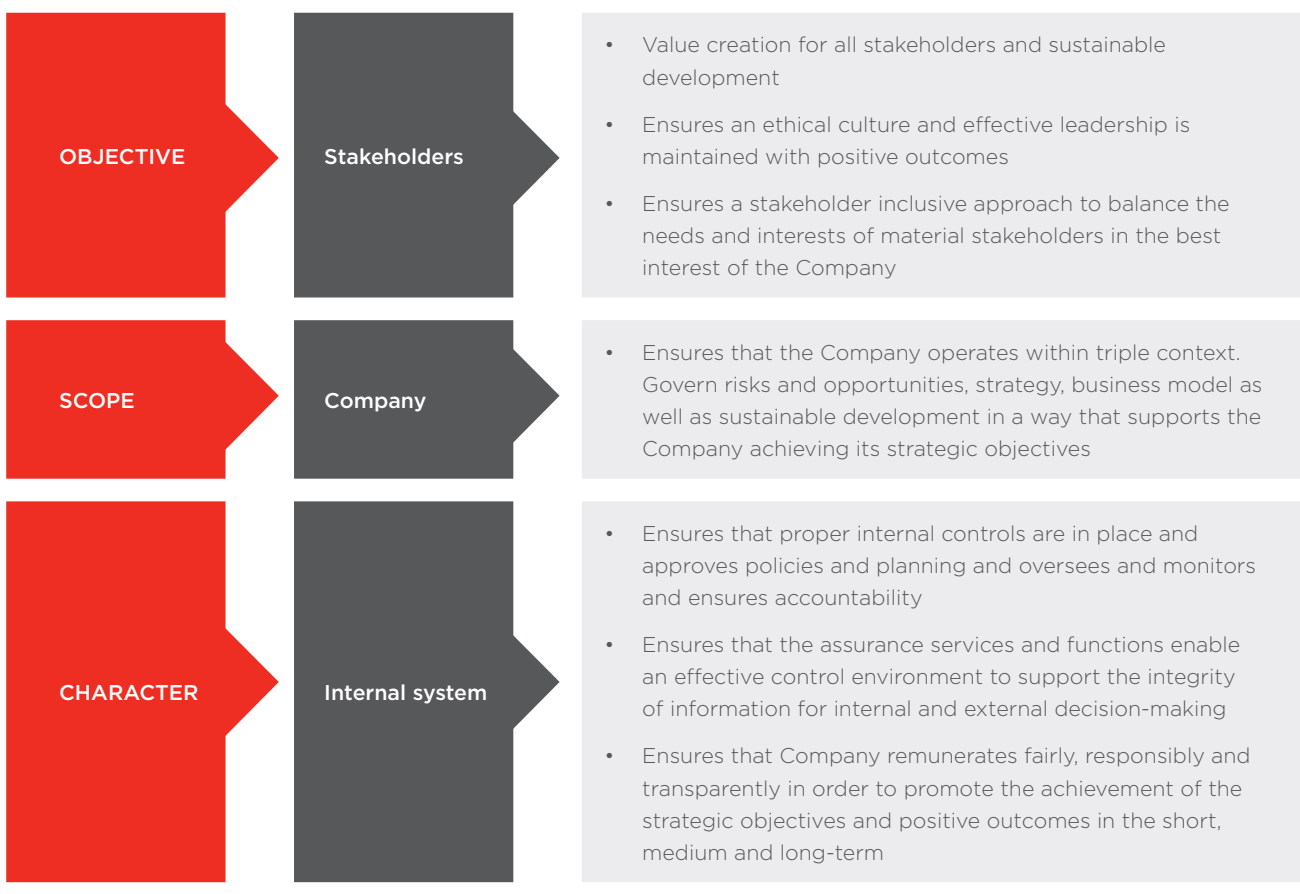 OBJECTIVE
Stakeholders
• Value creation for all stakeholders and sustainable
development
• Ensures an ethical culture and effective leadership is
maintained with positive outcomes
• Ensures a stakeholder inclusive approach to balance the
needs and interests of material stakeholders in the best
interest of the Company
SCOPE
Company
• Ensures that the Company operates within triple context.
Govern risks and opportunities, strategy, business model as
well as sustainable development in a way that supports the
Company achieving its strategic objectives
CHARACTER
Internal system
• Ensures that proper internal controls are in place and
approves policies and planning and oversees and monitors
and ensures accountability
• Ensures that the assurance services and functions enable
an effective control environment to support the integrity
of information for internal and external decision-making
• Ensures that Company remunerates fairly, responsibly and
transparently in order to promote the achievement of the
strategic objectives and positive outcomes in the short,
medium and long-term